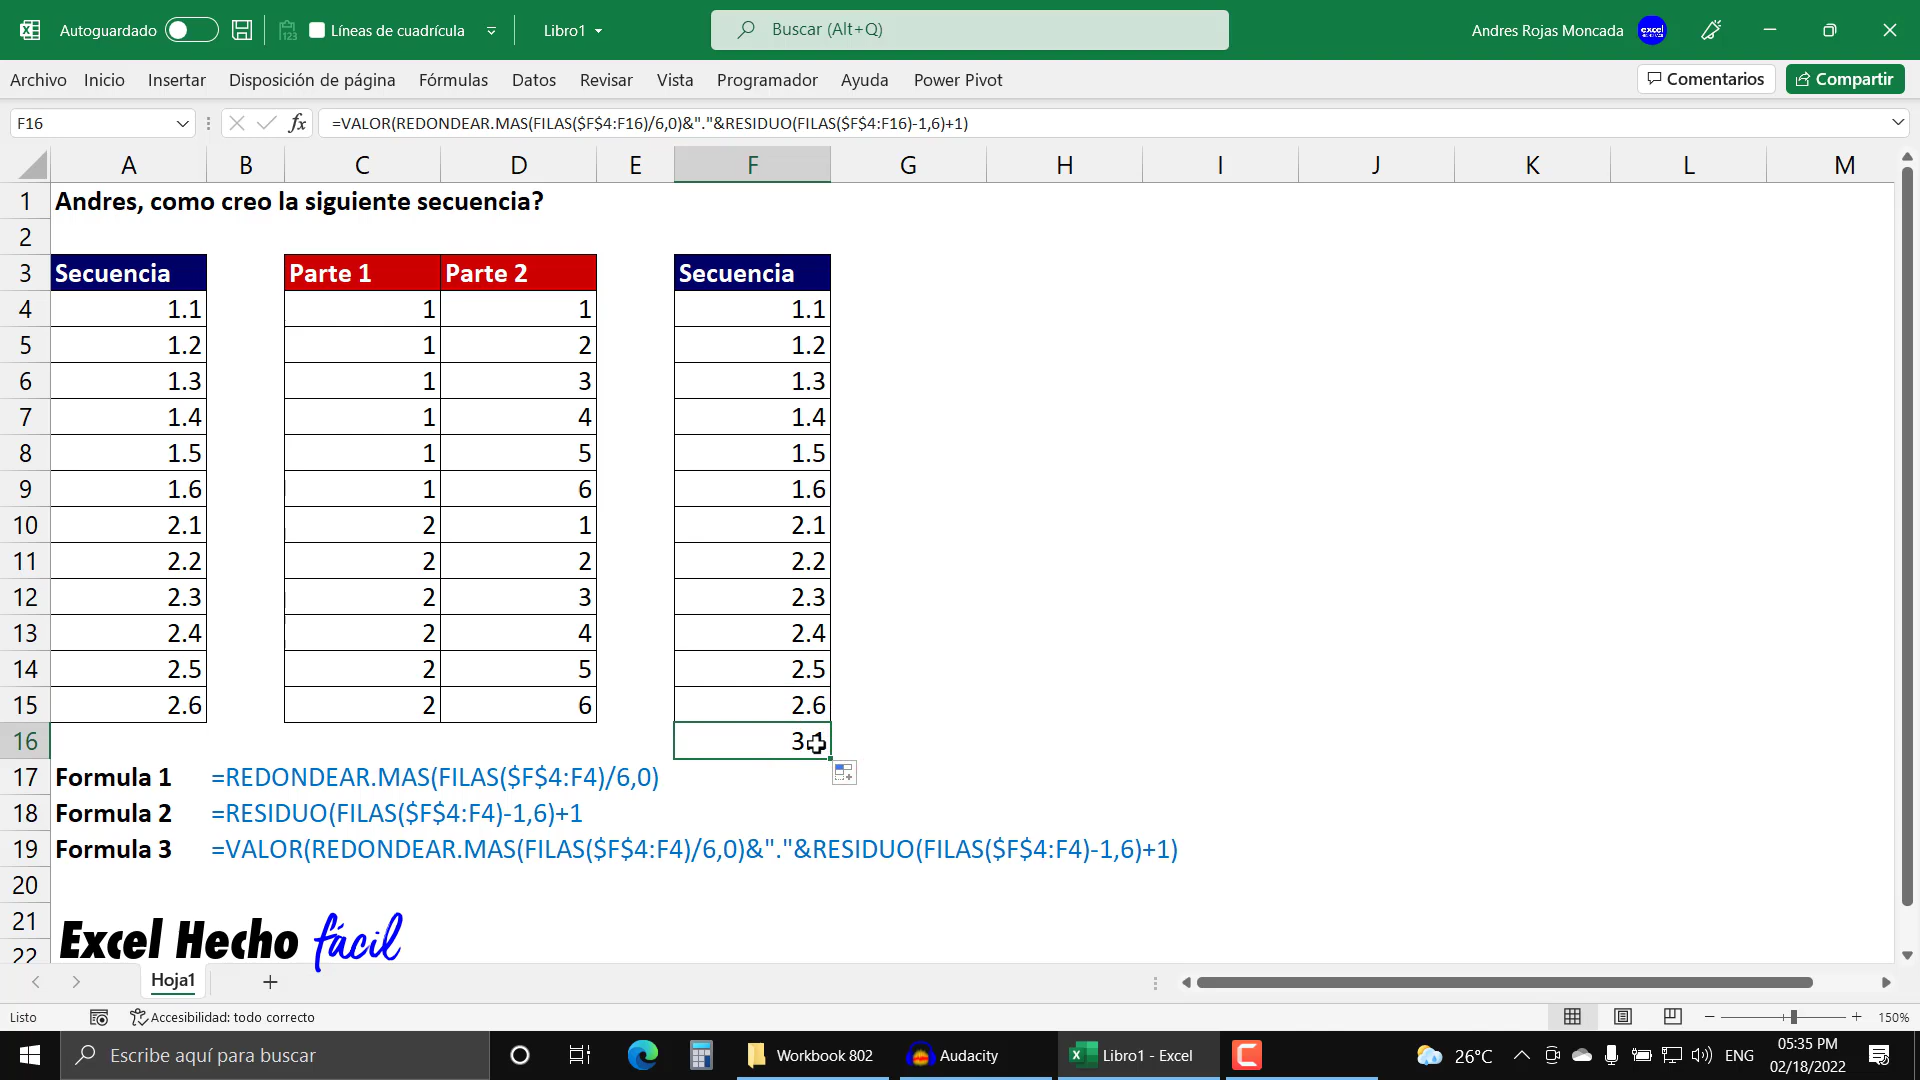 Autoguardado
Líneas de cuadrícula
Libro1
Buscar (Alt+Q)
Andres Rojas Moncada
excel
Archivo Inicio Insertar Disposición de página Fórmulas Datos Revisar Vista Programador Ayuda Power Pivot Comentarios Compartir
F16 fx =VALOR(REDONDEAR.MAS(FILAS($F$4:F16)/6,0)&"."&RESIDUO(FILAS($F$4:F16)-1,6)+1)
A B C D E F G H I J K L M
1 Andres, como creo la siguiente secuencia?
2
3 Secuencia Parte 1 Parte 2 Secuencia
4 1.1 1 1 1.1
5 1.2 1 2 1.2
6 1.3 1 3 1.3
7 1.4 1 4 1.4
8 1.5 1 5 1.5
9 1.6 1 6 1.6
10 2.1 2 1 2.1
11 2.2 2 2 2.2
12 2.3 2 3 2.3
13 2.4 2 4 2.4
14 2.5 2 5 2.5
15 2.6 2 6 2.6
16 3.1
17 Formula 1 =REDONDEAR.MAS(FILAS($F$4:F4)/6,0)
18 Formula 2 =RESIDUO(FILAS($F$4:F4)-1,6)+1
19 Formula 3 =VALOR(REDONDEAR.MAS(FILAS($F$4:F4)/6,0)&"."&RESIDUO(FILAS($F$4:F4)-1,6)+1)
20
21 Excel Hecho fácil
22
Hoja1
Listo Accesibilidad: todo correcto 150%
Escribe aquí para buscar Workbook 802 Audacity Libro1 - Excel 26°C ENG 05:35 PM
02/18/2022